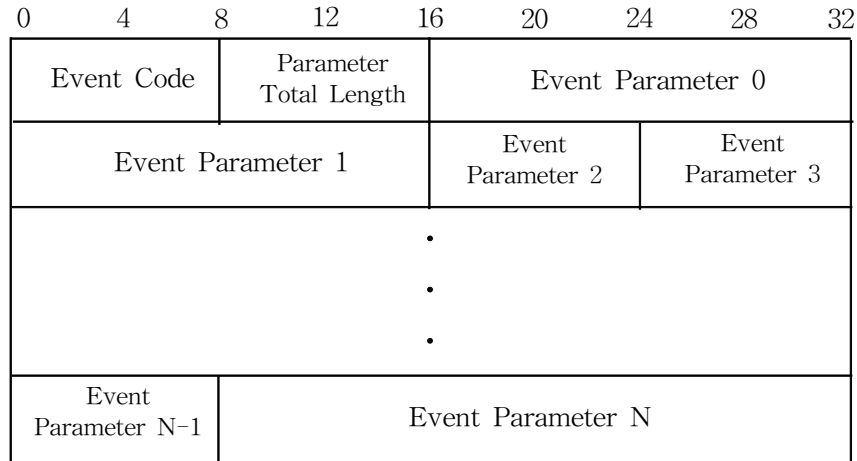 0 4 8 12 16 20 24 28 32
Event Code
Parameter
Total Length
Event Parameter 0
Event Parameter 1
Event
Parameter 2
Event
Parameter 3
Event
Parameter N-1
Event Parameter N